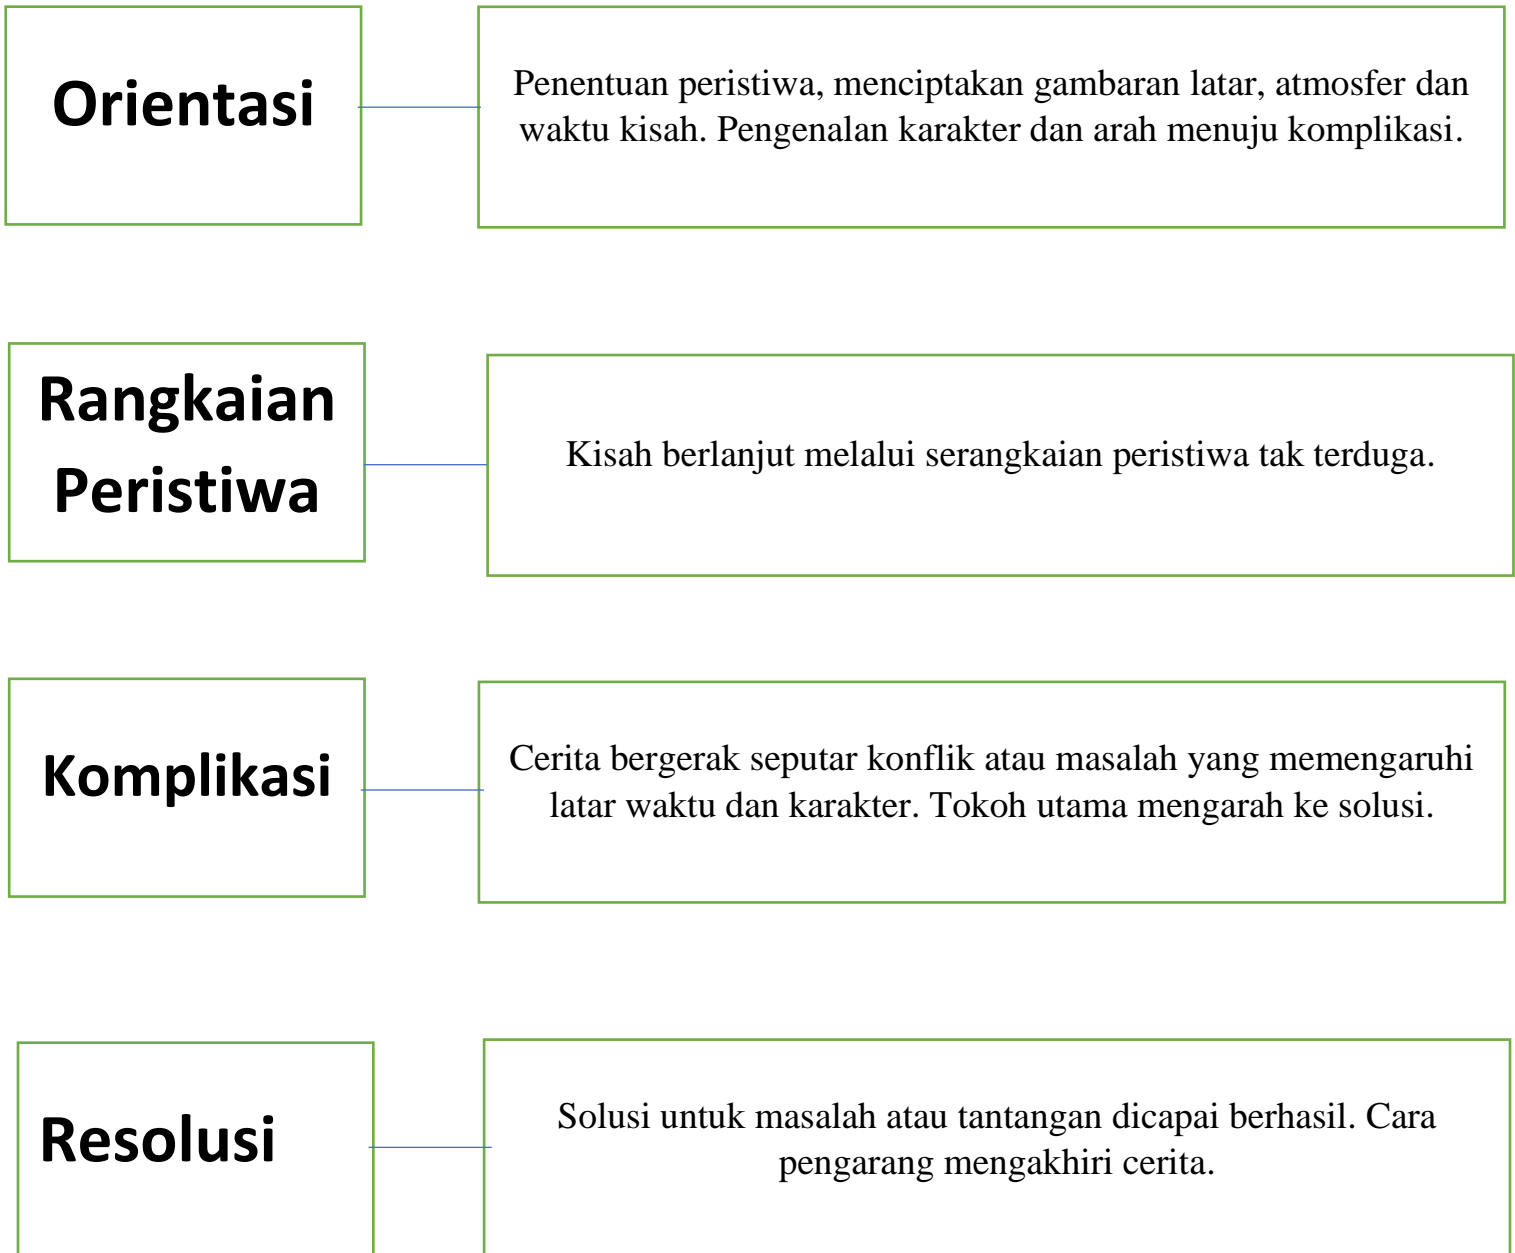 Orientasi
Penentuan peristiwa, menciptakan gambaran latar, atmosfer dan
waktu kisah. Pengenalan karakter dan arah menuju komplikasi.
Rangkaian
Peristiwa
Kisah berlanjut melalui serangkaian peristiwa tak terduga.
Komplikasi
Cerita bergerak seputar konflik atau masalah yang memengaruhi
latar waktu dan karakter. Tokoh utama mengarah ke solusi.
Resolusi
Solusi untuk masalah atau tantangan dicapai berhasil. Cara
pengarang mengakhiri cerita.